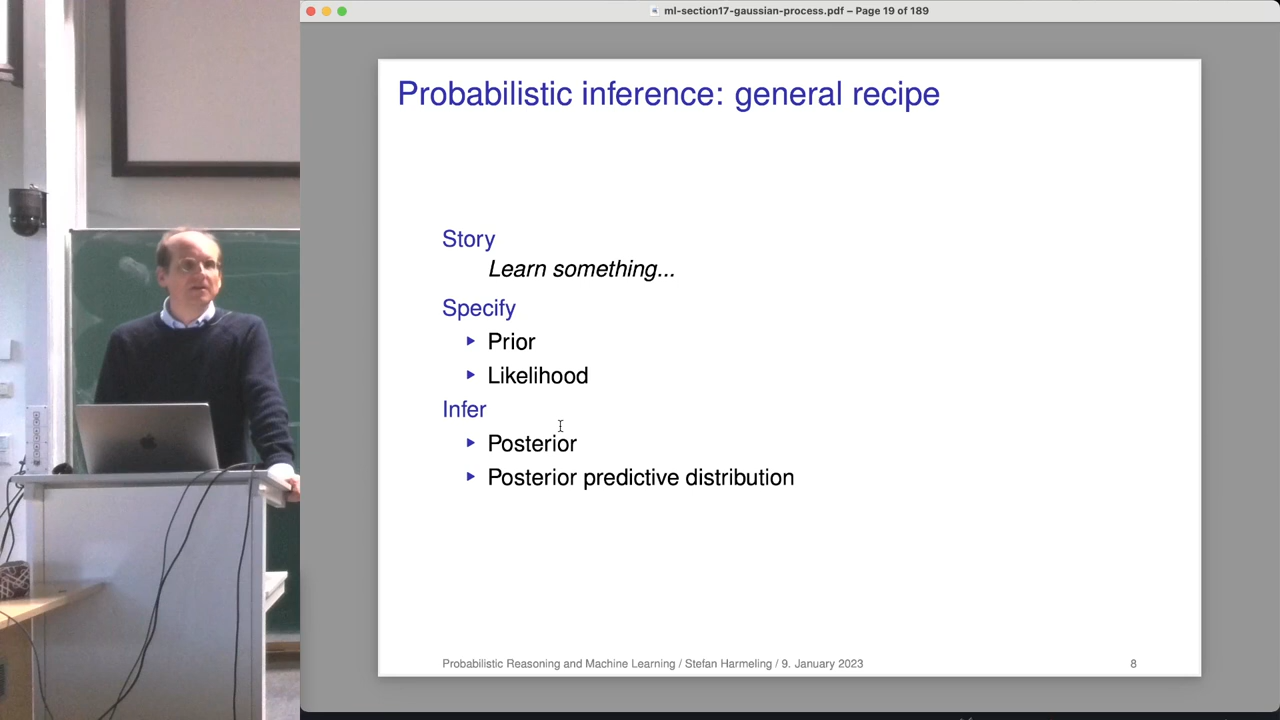 ml-section17-gaussian-process.pdf – Page 19 of 189
Probabilistic inference: general recipe
Story
Learn something...
Specify
Prior
Likelihood
Infer
Posterior
Posterior predictive distribution
Probabilistic Reasoning and Machine Learning / Stefan Harmeling / 9. January 2023
8